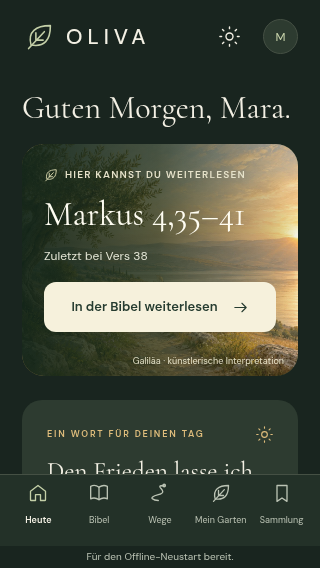 OLIVA
M
Guten Morgen, Mara.
HIER KANNST DU WEITERLESEN
Markus 4,35–41
Zuletzt bei Vers 38
In der Bibel weiterlesen →
Galiläa · künstlerische Interpretation
EIN WORT FÜR DEINEN TAG
Den Frieden lasse ich
Heute
Bibel
Wege
Mein Garten
Sammlung
Für den Offline-Neustart bereit.